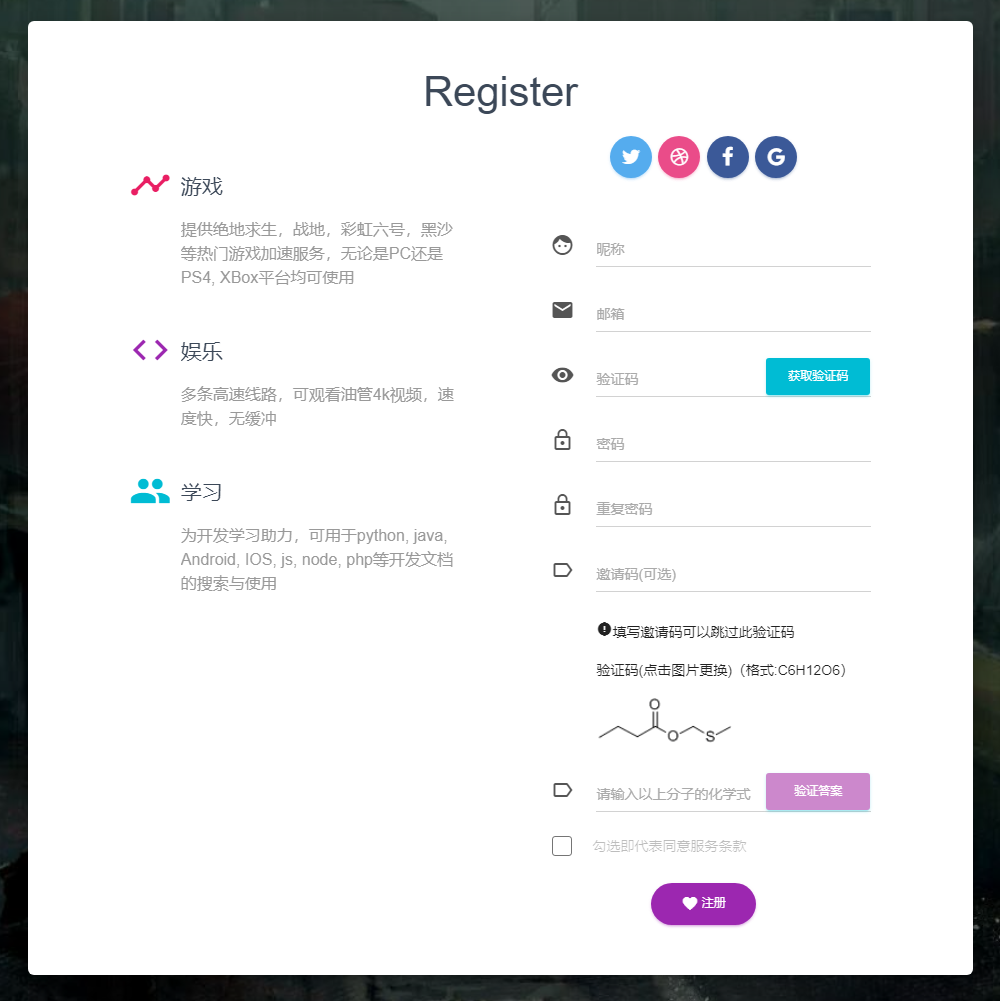 Register
游戏
提供绝地求生，战地，彩虹六号，黑沙
等热门游戏加速服务，无论是PC还是
PS4, XBox平台均可使用
娱乐
多条高速线路，可观看油管4k视频，速
度快，无缓冲
学习
为开发学习助力，可用于python, java,
Android, IOS, js, node, php等开发文档
的搜索与使用
昵称
邮箱
验证码
获取验证码
密码
重复密码
邀请码(可选)
填写邀请码可以跳过此验证码
验证码(点击图片更换)（格式:C6H12O6）
O
O
S
请输入以上分子的化学式
验证答案
勾选即代表同意服务条款
注册